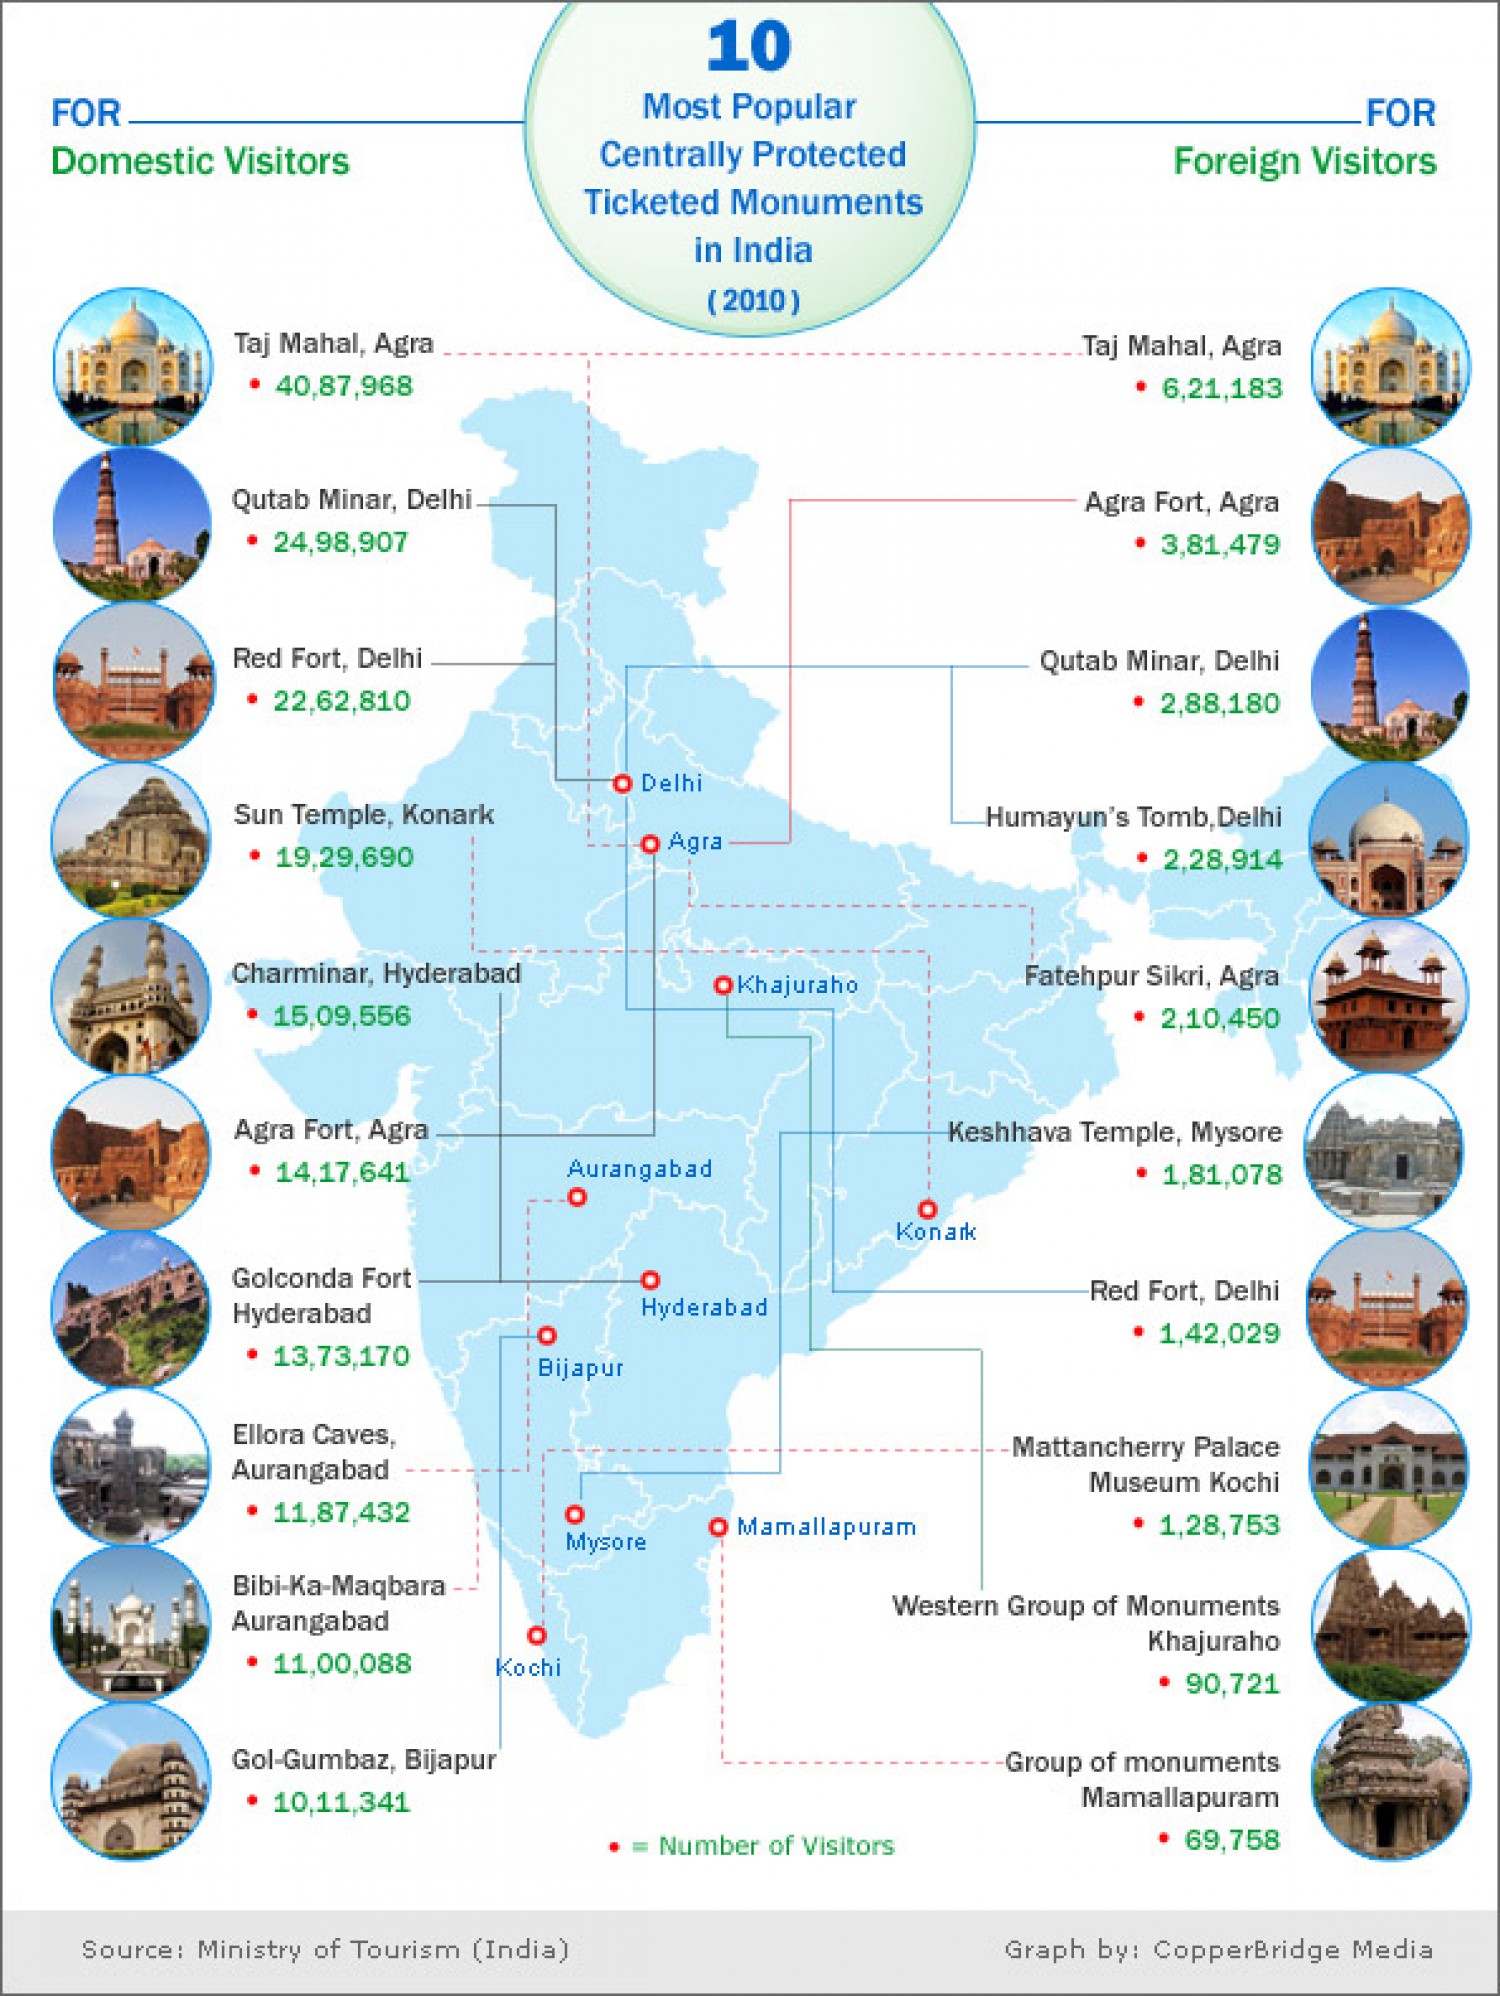 10
Most Popular
Centrally Protected
Ticketed Monuments
in India
( 2010 )
FOR
Domestic Visitors
FOR
Foreign Visitors
Taj Mahal, Agra
• 40,87,968
Qutab Minar, Delhi
• 24,98,907
Red Fort, Delhi
• 22,62,810
Sun Temple, Konark
• 19,29,690
Charminar, Hyderabad
• 15,09,556
Agra Fort, Agra
• 14,17,641
Golconda Fort
Hyderabad
• 13,73,170
Ellora Caves,
Aurangabad
• 11,87,432
Bibi-Ka-Maqbara
Aurangabad
• 11,00,088
Gol-Gumbaz, Bijapur
• 10,11,341
Delhi
Agra
Khajuraho
Aurangabad
Konark
Hyderabad
Bijapur
Mysore
Mamallapuram
Kochi
Taj Mahal, Agra
• 6,21,183
Agra Fort, Agra
• 3,81,479
Qutab Minar, Delhi
• 2,88,180
Humayun's Tomb,Delhi
• 2,28,914
Fatehpur Sikri, Agra
• 2,10,450
Keshhava Temple, Mysore
• 1,81,078
Red Fort, Delhi
• 1,42,029
Mattancherry Palace
Museum Kochi
• 1,28,753
Western Group of Monuments
Khajuraho
• 90,721
Group of monuments
Mamallapuram
• 69,758
• = Number of Visitors
Source: Ministry of Tourism (India)
Graph by: CopperBridge Media